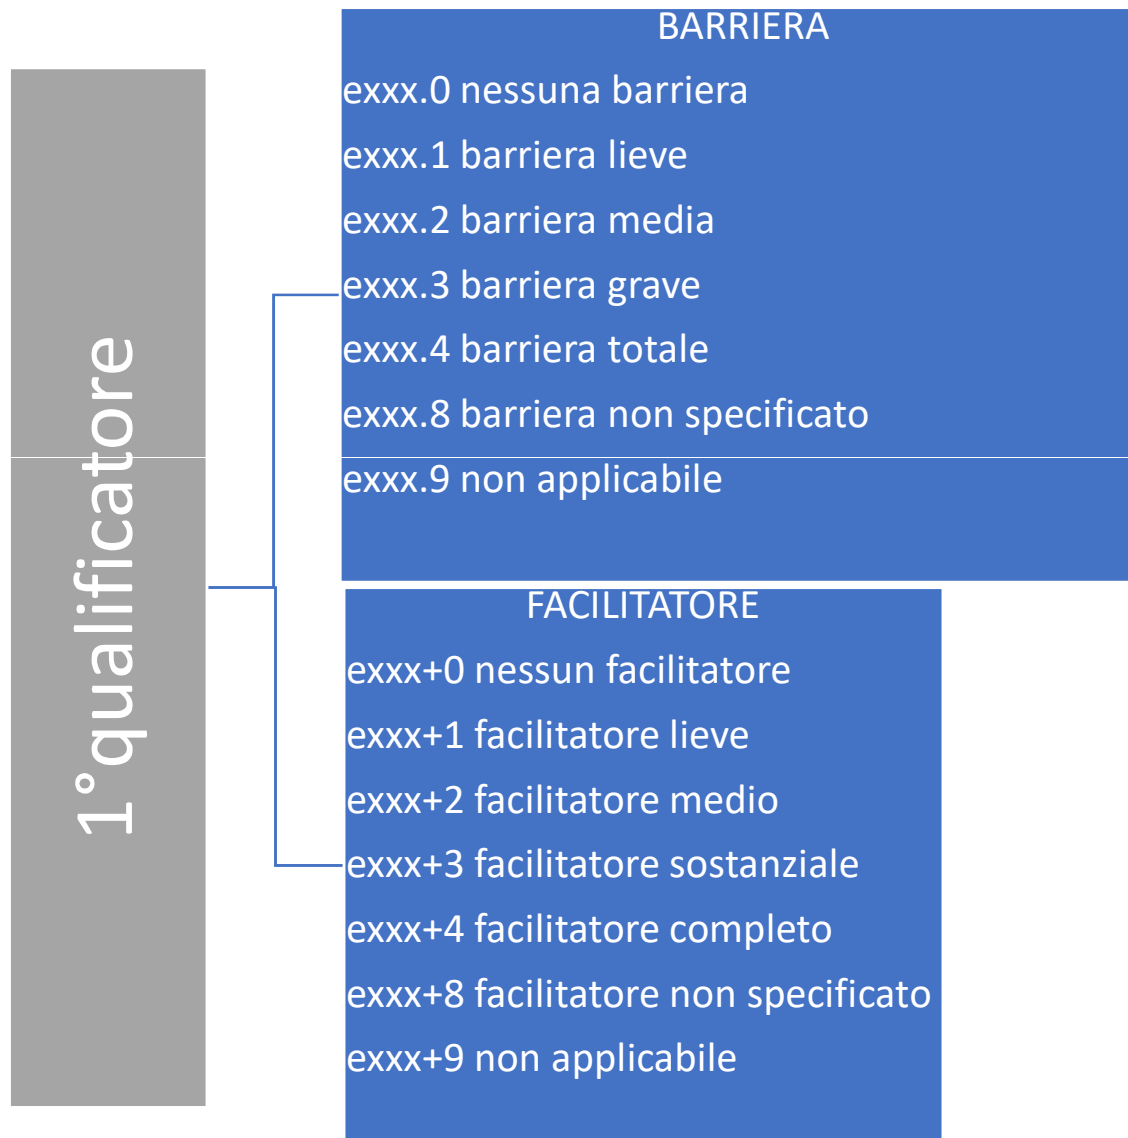 1°qualificatore
BARRIERA
exxx.0 nessuna barriera
exxx.1 barriera lieve
exxx.2 barriera media
exxx.3 barriera grave
exxx.4 barriera totale
exxx.8 barriera non specificato
exxx.9 non applicabile
FACILITATORE
exxx+0 nessun facilitatore
exxx+1 facilitatore lieve
exxx+2 facilitatore medio
exxx+3 facilitatore sostanziale
exxx+4 facilitatore completo
exxx+8 facilitatore non specificato
exxx+9 non applicabile